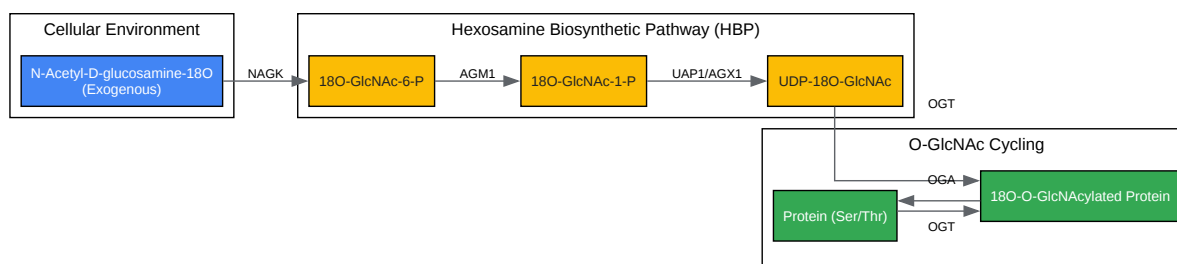 Cellular Environment
Hexosamine Biosynthetic Pathway (HBP)
N-Acetyl-D-glucosamine-18O
(Exogenous)
NAGK
18O-GlcNAc-6-P
AGM1
18O-GlcNAc-1-P
UAP1/AGX1
UDP-18O-GlcNAc
OGT
O-GlcNAc Cycling
OGA
18O-O-GlcNAcylated Protein
Protein (Ser/Thr)
OGT